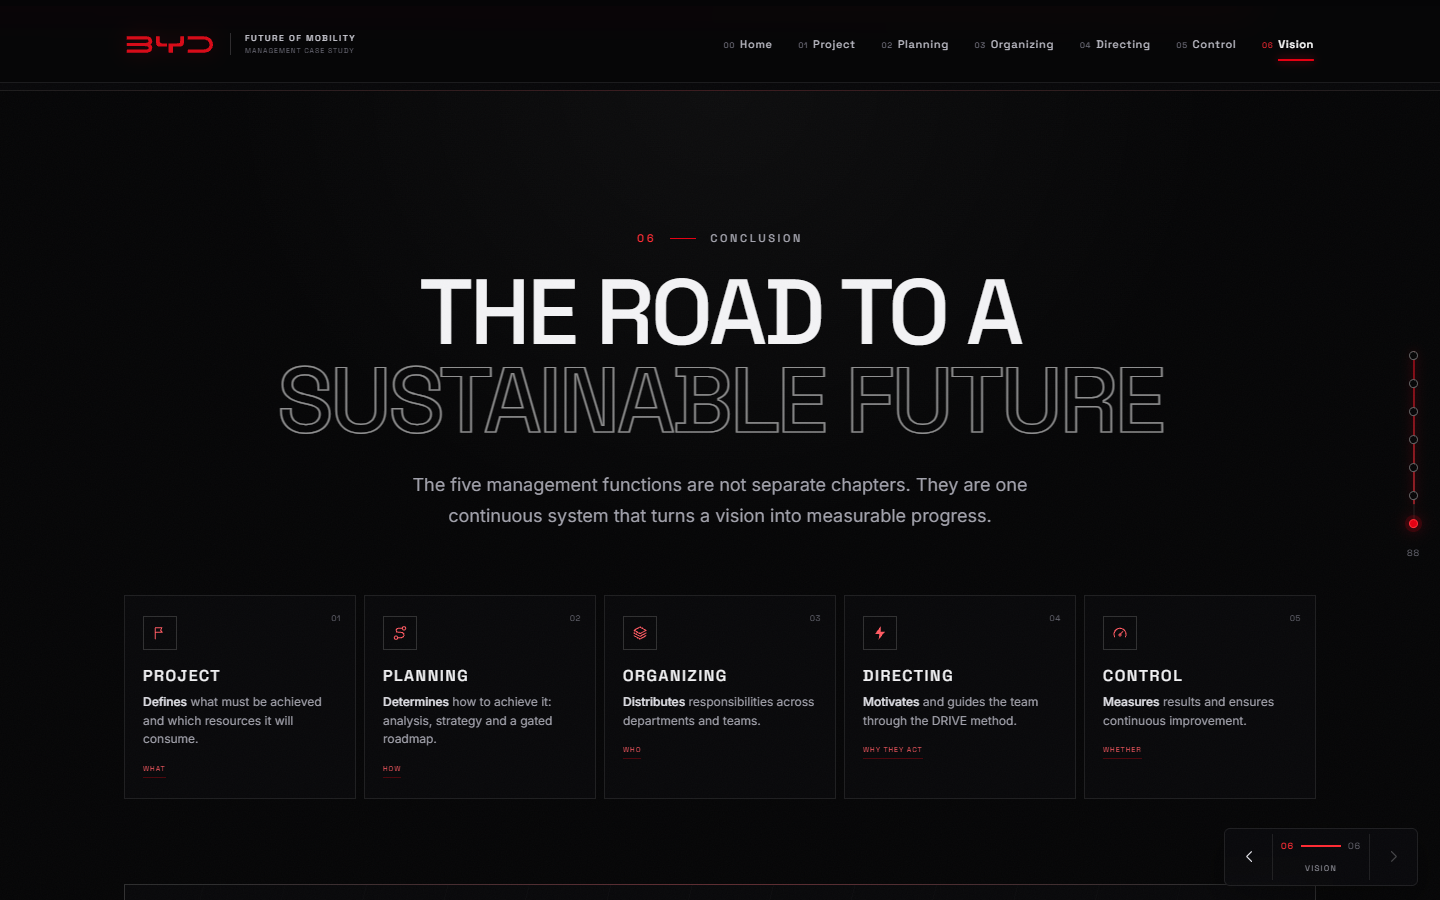 BYD
FUTURE OF MOBILITY
MANAGEMENT CASE STUDY
00 Home
01 Project
02 Planning
03 Organizing
04 Directing
05 Control
06 Vision
06 CONCLUSION
THE ROAD TO A
SUSTAINABLE FUTURE
The five management functions are not separate chapters. They are one
continuous system that turns a vision into measurable progress.
88
01
PROJECT
Defines what must be achieved
and which resources it will
consume.
WHAT
02
PLANNING
Determines how to achieve it:
analysis, strategy and a gated
roadmap.
HOW
03
ORGANIZING
Distributes responsibilities across
departments and teams.
WHO
04
DIRECTING
Motivates and guides the team
through the DRIVE method.
WHY THEY ACT
05
CONTROL
Measures results and ensures
continuous improvement.
WHETHER
06 06
VISION